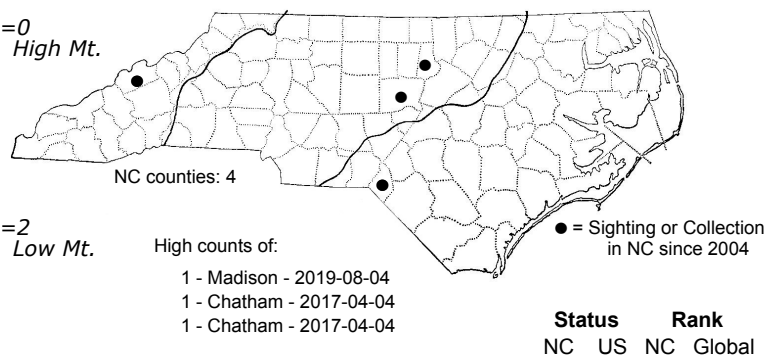 =0
High Mt.
NC counties: 4
=2
Low Mt.
High counts of:
1 - Madison - 2019-08-04
1 - Chatham - 2017-04-04
1 - Chatham - 2017-04-04
● = Sighting or Collection
in NC since 2004
Status Rank
NC US NC Global